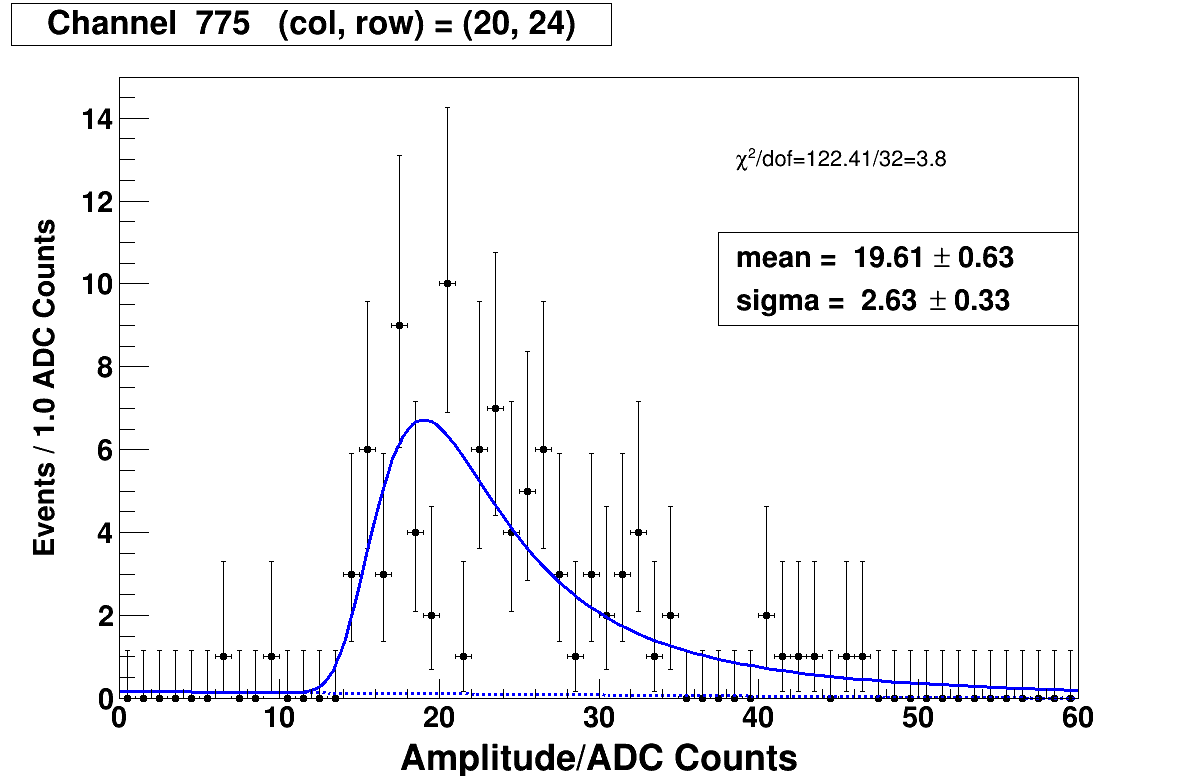 Channel 775 (col, row) = (20, 24)
14
χ²/dof=122.41/32=3.8
12
mean = 19.61 ± 0.63
10
sigma = 2.63 ± 0.33
8
6
4
2
0
Events / 1.0 ADC Counts
0 10 20 30 40 50 60
Amplitude/ADC Counts